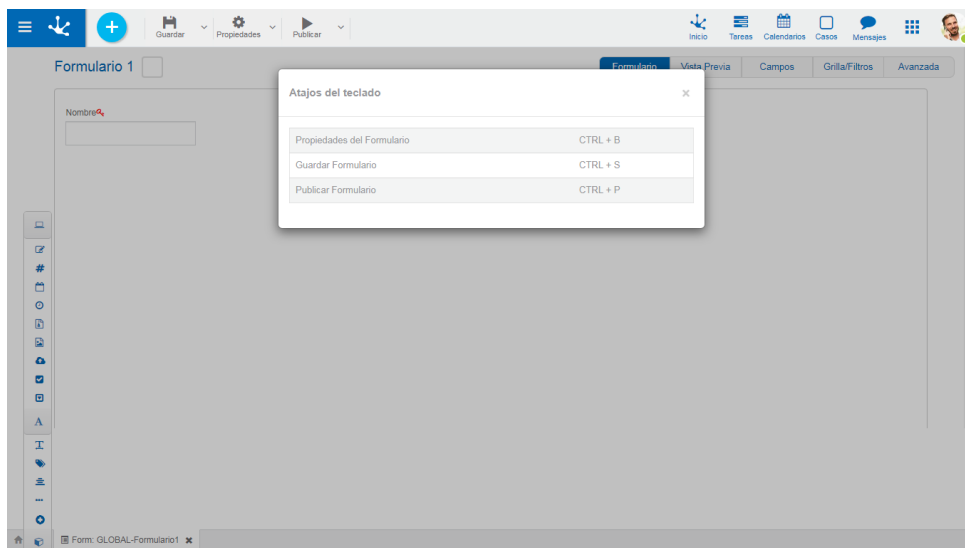 Guardar
Propiedades
Publicar
Inicio
Tareas
Calendarios
Casos
Mensajes
Formulario 1
Formulario
Vista Previa
Campos
Grilla/Filtros
Avanzada
Atajos del teclado
×
Nombre
Propiedades del Formulario CTRL + B
Guardar Formulario CTRL + S
Publicar Formulario CTRL + P
Form: GLOBAL-Formulario1